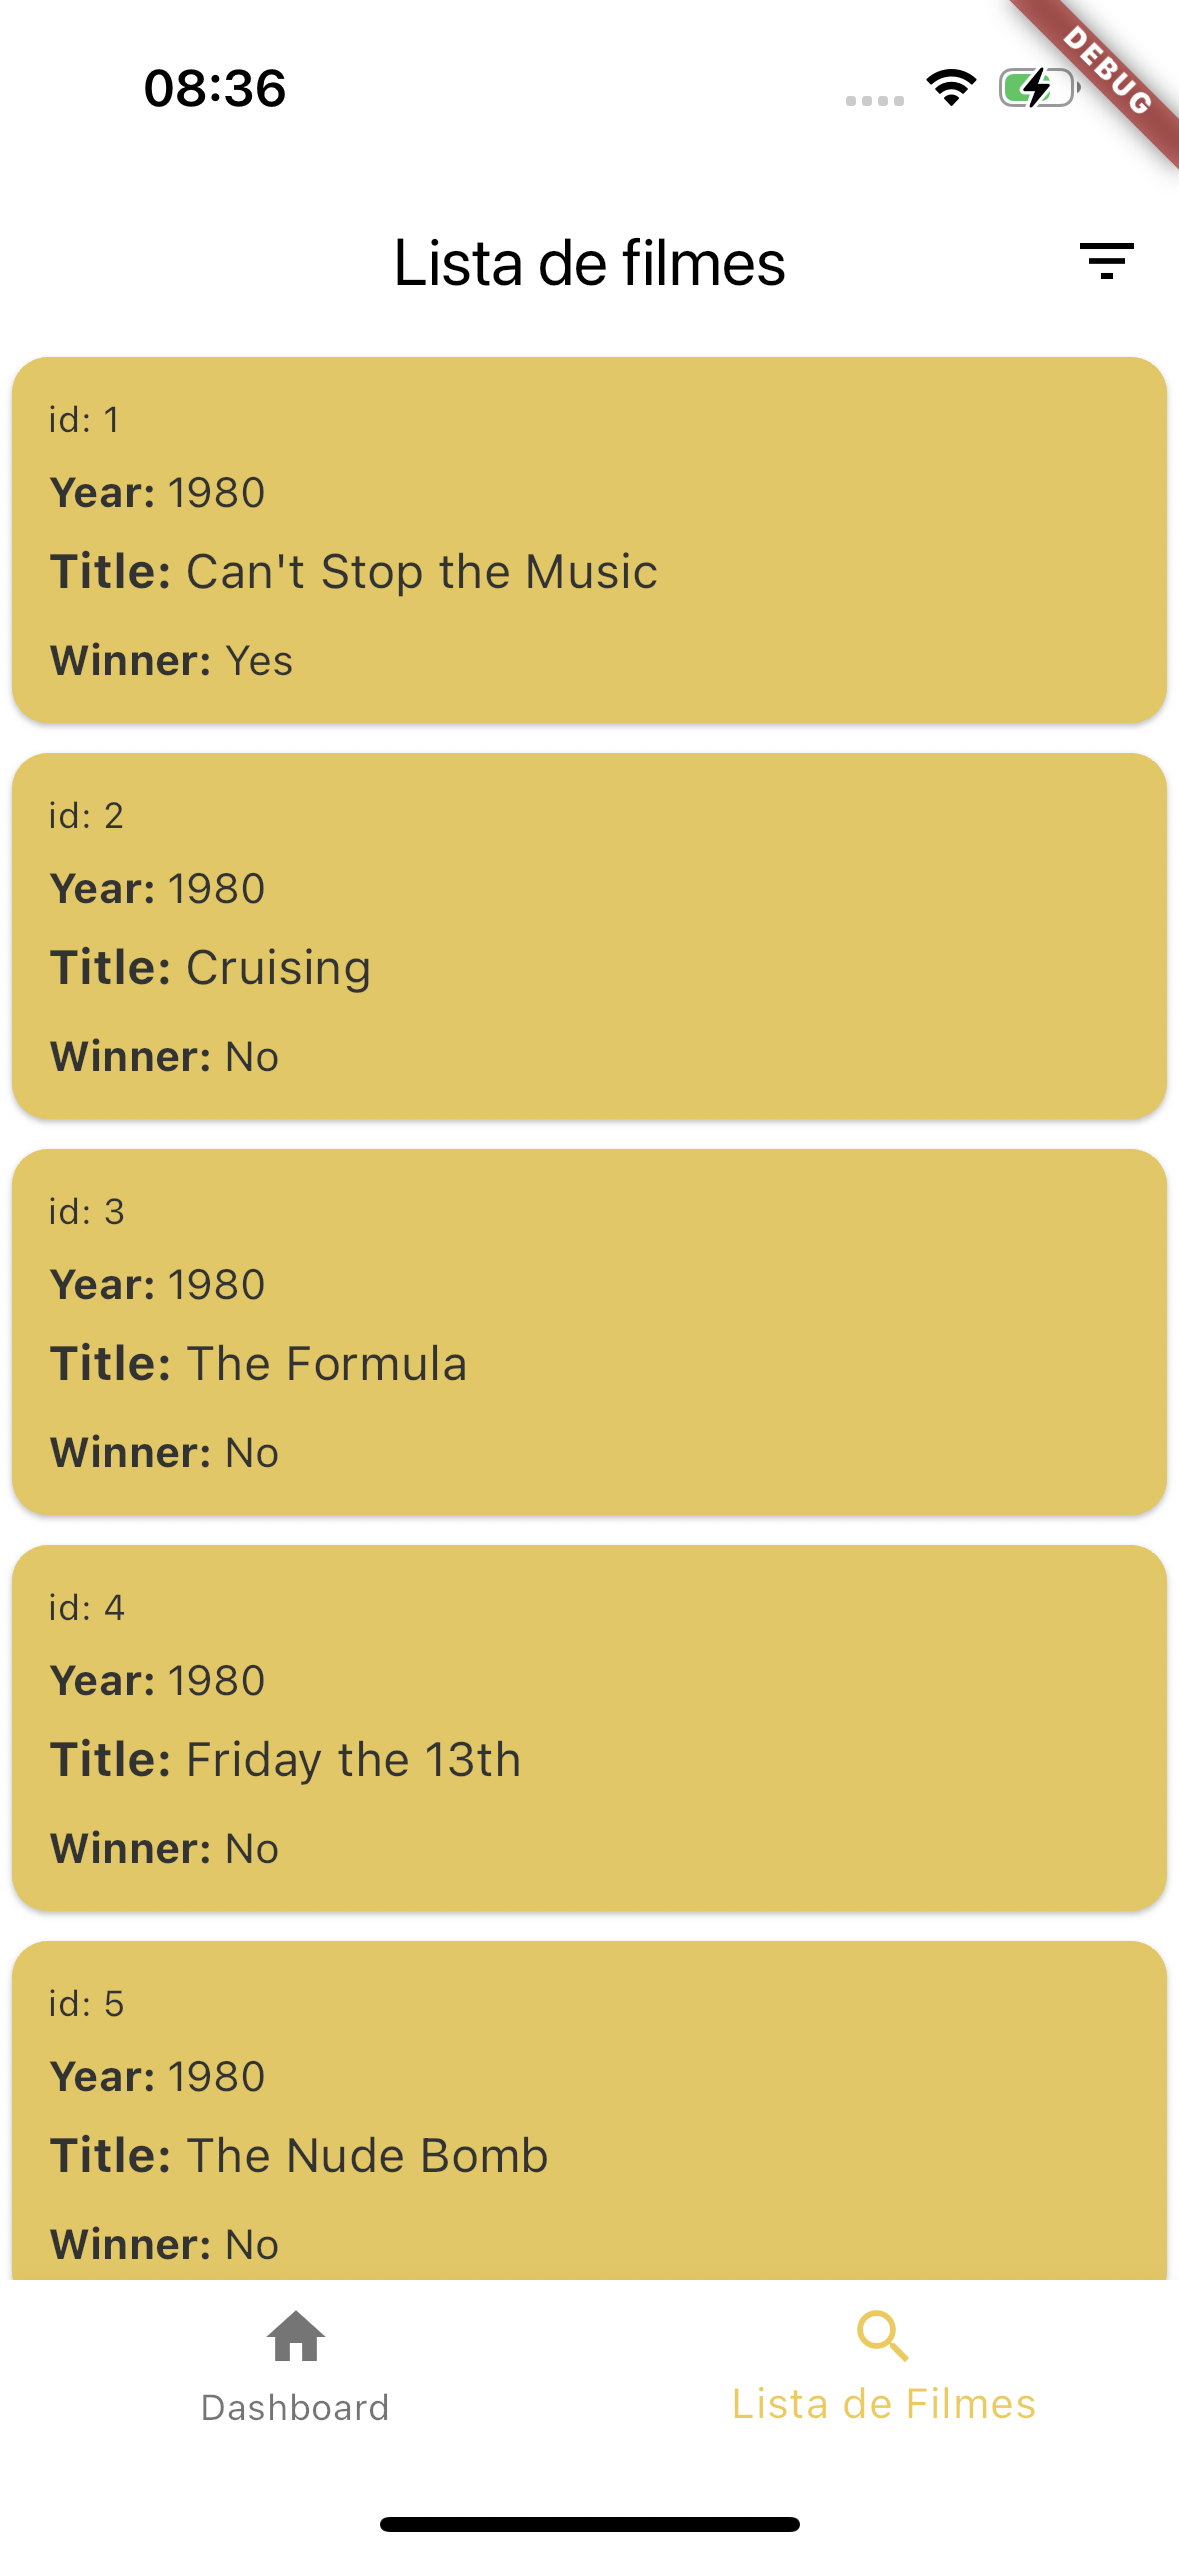 08:36
DEBUG
Lista de filmes
id: 1
Year: 1980
Title: Can't Stop the Music
Winner: Yes
id: 2
Year: 1980
Title: Cruising
Winner: No
id: 3
Year: 1980
Title: The Formula
Winner: No
id: 4
Year: 1980
Title: Friday the 13th
Winner: No
id: 5
Year: 1980
Title: The Nude Bomb
Winner: No
Dashboard
Lista de Filmes